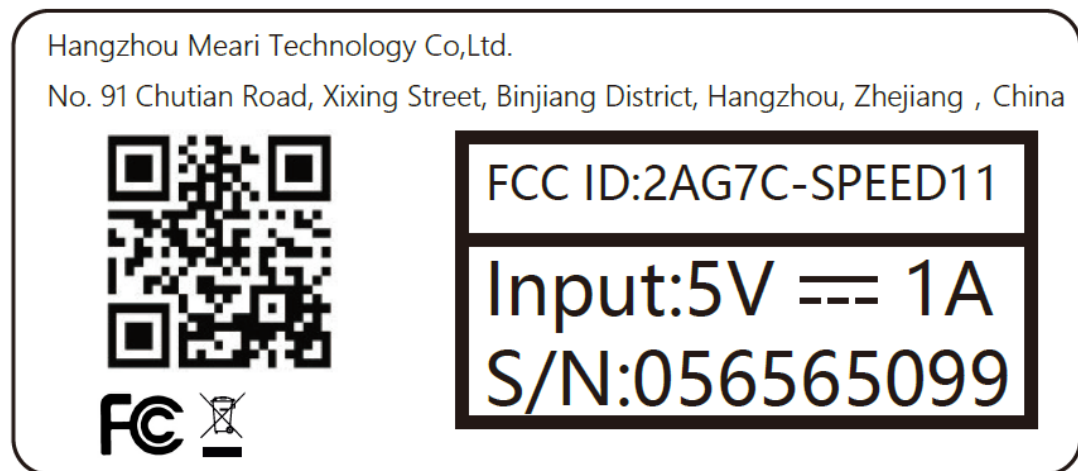 Hangzhou Meari Technology Co,Ltd.
No. 91 Chutian Road, Xixing Street, Binjiang District, Hangzhou, Zhejiang , China
FCC ID:2AG7C-SPEED11
Input:5V ⎓ 1A
S/N:056565099
FC